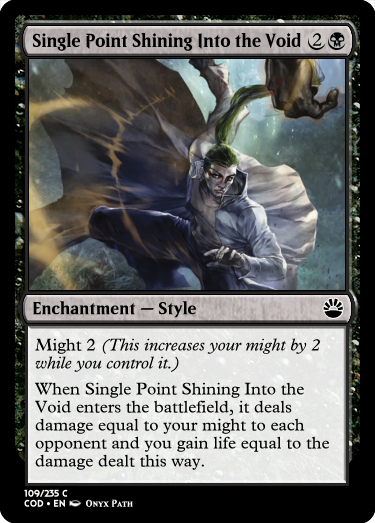 Single Point Shining Into the Void 2
Enchantment — Style
Might 2 (This increases your might by 2
while you control it.)
When Single Point Shining Into the
Void enters the battlefield, it deals
damage equal to your might to each
opponent and you gain life equal to the
damage dealt this way.
109/235 C
COD • EN Onyx Path